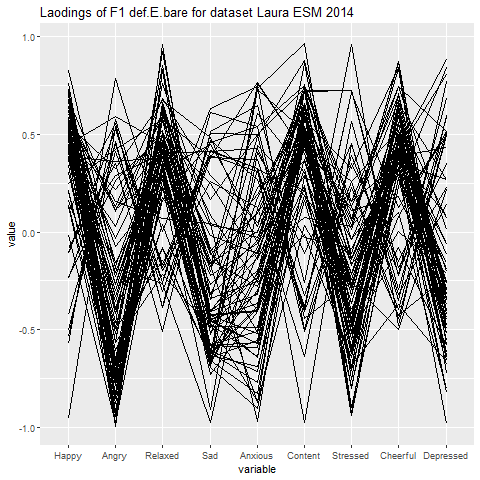 Laodings of F1 def.E.bare for dataset Laura ESM 2014
1.0
0.5
0.0
-0.5
-1.0
value
Happy Angry Relaxed Sad Anxious Content Stressed Cheerful Depressed
variable